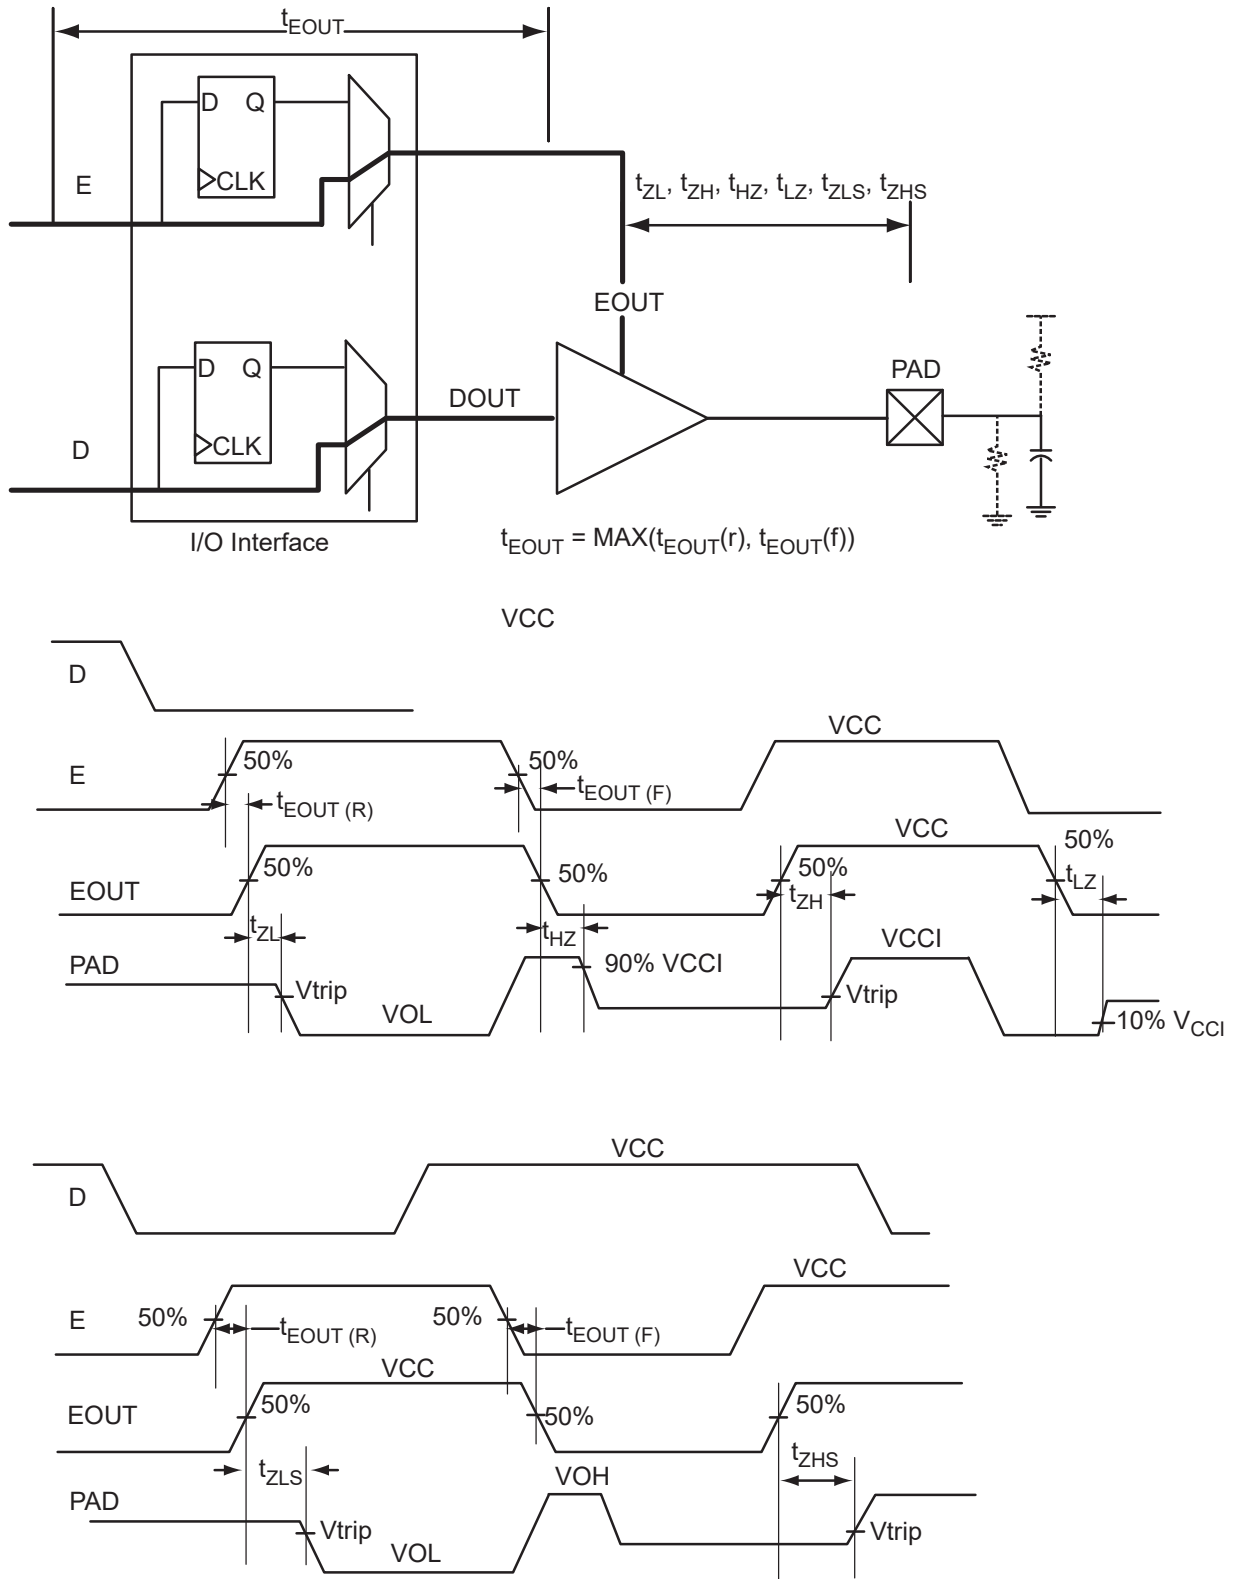 tEOUT
D Q
CLK
E
tZL, tZH, tHZ, tLZ, tZLS, tZHS
EOUT
D Q
CLK
D
DOUT
PAD
I/O Interface
tEOUT = MAX(tEOUT(r), tEOUT(f))
VCC
D
VCC
E
50%
50%
tEOUT (R)
tEOUT (F)
VCC
EOUT
50%
50%
50%
50%
tZL
tHZ
tZH
tLZ
PAD
Vtrip
VOL
90% VCCI
VCCI
Vtrip
10% VCCI
VCC
D
VCC
E
50%
50%
tEOUT (R)
tEOUT (F)
VCC
EOUT
50%
50%
50%
tZLS
tZHS
VOH
PAD
Vtrip
VOL
Vtrip